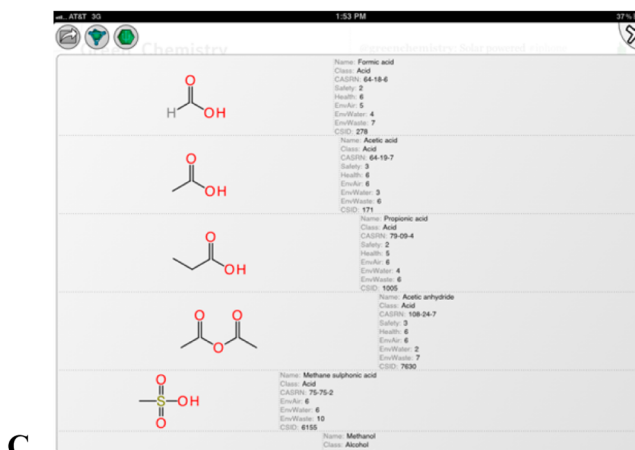 AT&T 3G 1:53 PM 37%
Green Chemistry
Name: Formic acid
Class: Acid
CASRN: 64-18-6
Safety: 2
Health: 6
EnvAir: 5
EnvWater: 4
EnvWaste: 7
CSID: 278
O
H OH
Name: Acetic acid
Class: Acid
CASRN: 64-19-7
Safety: 3
Health: 6
EnvAir: 6
EnvWater: 3
EnvWaste: 6
CSID: 171
O
OH
Name: Propionic acid
Class: Acid
CASRN: 79-09-4
Safety: 2
Health: 5
EnvAir: 6
EnvWater: 4
EnvWaste: 6
CSID: 1005
O
OH
Name: Acetic anhydride
Class: Acid
CASRN: 108-24-7
Safety: 3
Health: 6
EnvAir: 6
EnvWater: 2
EnvWaste: 7
CSID: 7630
O O
O
Name: Methane sulphonic acid
Class: Acid
CASRN: 75-75-2
EnvAir: 6
EnvWater: 6
EnvWaste: 10
CSID: 6155
O
S OH
O
Name: Methanol
Class: Alcohol
C